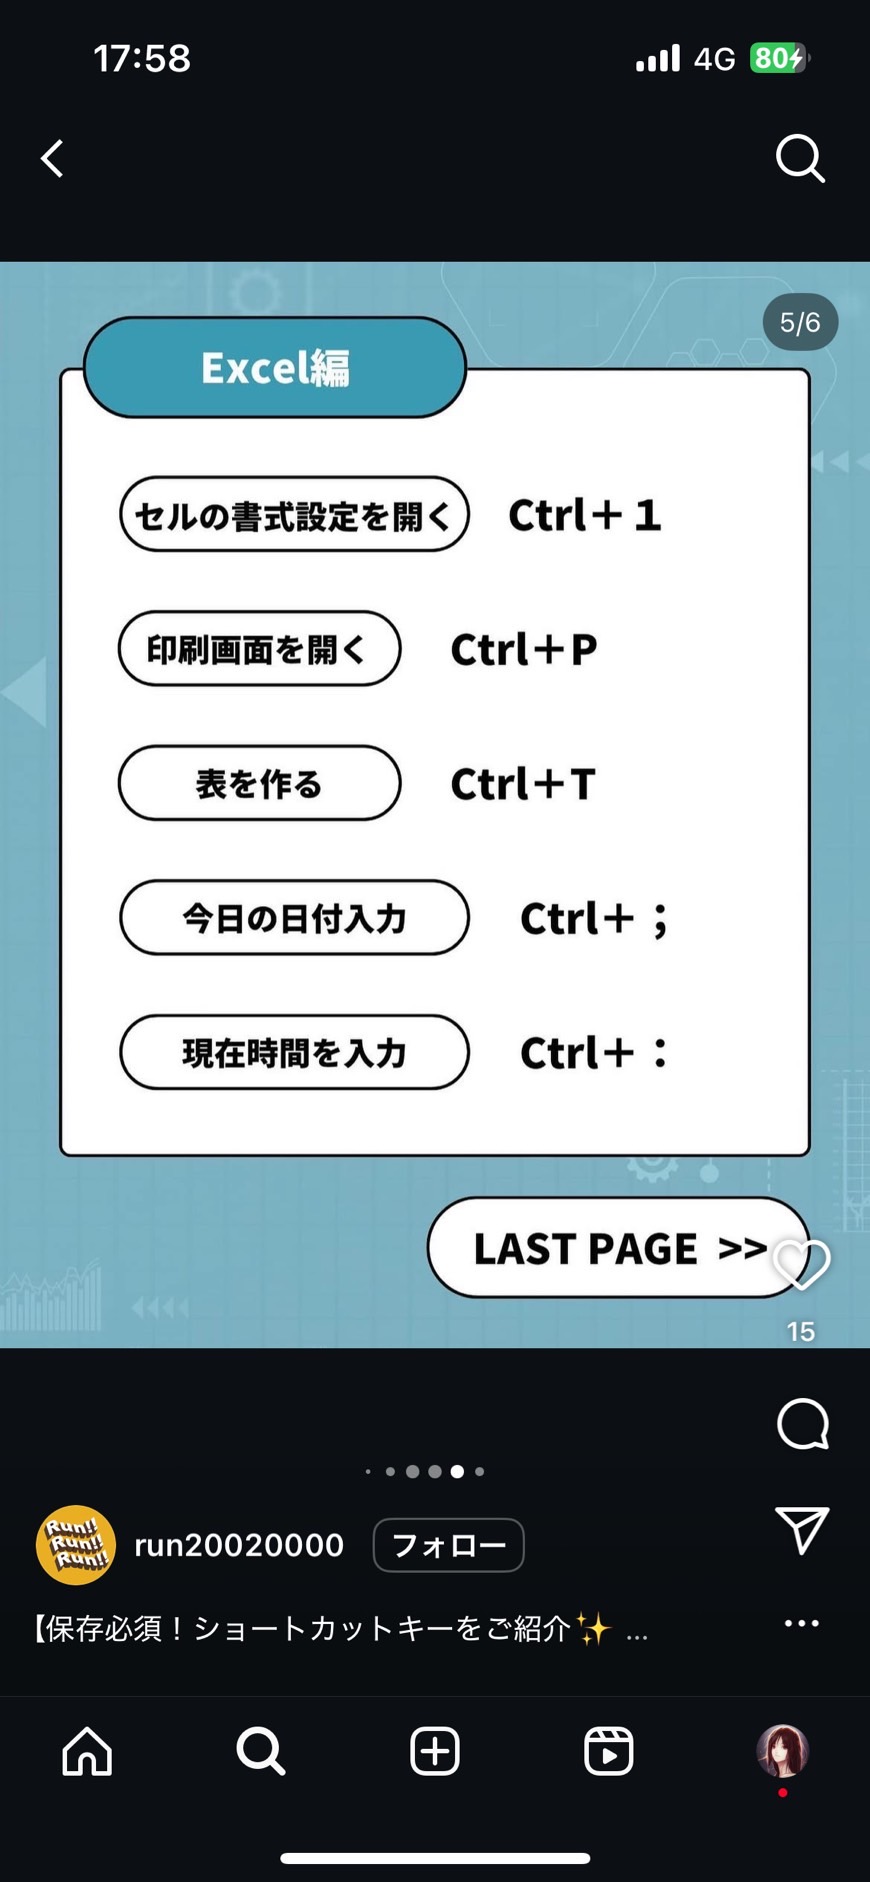 17:58
4G 80
5/6
Excel編
セルの書式設定を開く Ctrl＋1
印刷画面を開く Ctrl＋P
表を作る Ctrl＋T
今日の日付入力 Ctrl＋；
現在時間を入力 Ctrl＋：
LAST PAGE >>
15
Run!!
Run!!
Run!!
run20020000 フォロー
【保存必須！ショートカットキーをご紹介✨ ...